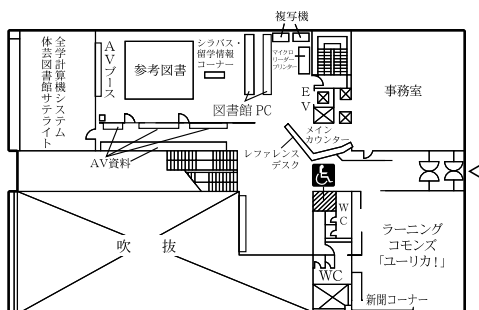 複写機
全学計算機システム
体芸図書館サテライト
AVブース
参考図書
シラバス・
留学情報
コーナー
マイクロ
リーダー
プリンター
図書館 PC
EV
事務室
メイン
カウンター
レファレンス
デスク
AV資料
吹 抜
WC
WC
ラーニング
コモンズ
「ユーリカ！」
新聞コーナー